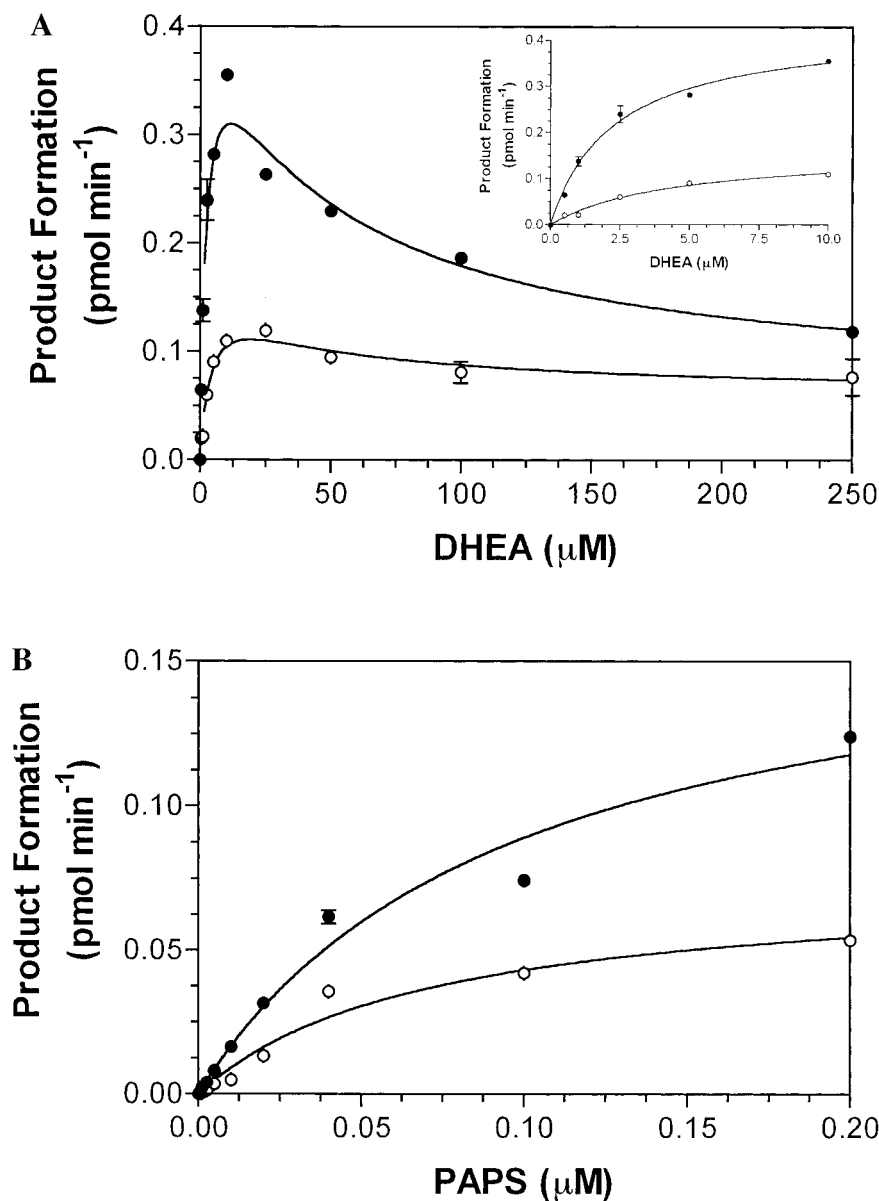 A
Product Formation
(pmol min⁻¹)
0.4
0.3
0.2
0.1
0.0
0
50
100
150
200
250
DHEA (μM)
Product Formation
(pmol min⁻¹)
0.4
0.3
0.2
0.1
0.0
0.0
2.5
5.0
7.5
10.0
DHEA (μM)
B
Product Formation
(pmol min⁻¹)
0.15
0.10
0.05
0.00
0.00
0.05
0.10
0.15
0.20
PAPS (μM)